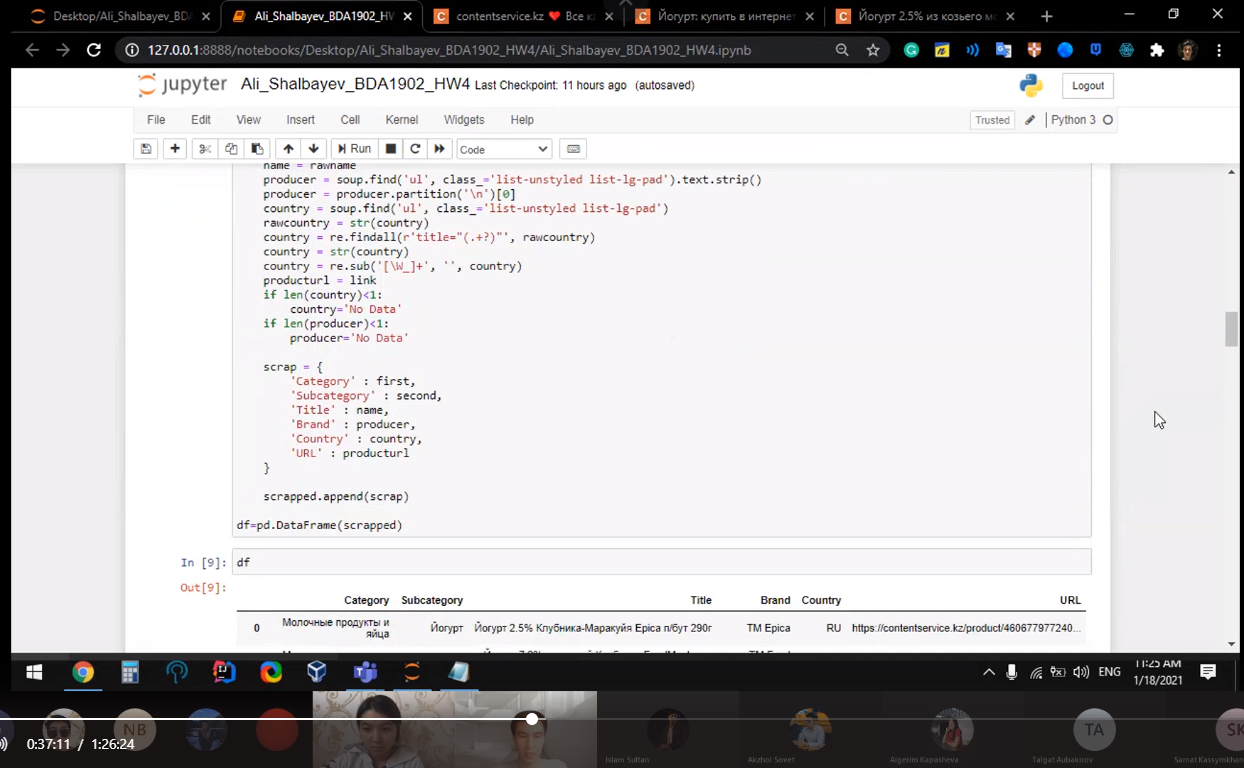 Desktop/Ali_Shalbayev_BDA
Ali_Shalbayev_BDA1902_HW
contentservice.kz ❤ Все к
Йогурт: купить в интернет
Йогурт 2.5% из козьего мо
127.0.0.1:8888/notebooks/Desktop/Ali_Shalbayev_BDA1902_HW4/Ali_Shalbayev_BDA1902_HW4.ipynb
jupyter Ali_Shalbayev_BDA1902_HW4 Last Checkpoint: 11 hours ago (autosaved)
Logout
File Edit View Insert Cell Kernel Widgets Help
Trusted Python 3
Run Code
name = rawname
producer = soup.find('ul', class_='list-unstyled list-lg-pad').text.strip()
producer = producer.partition('\n')[0]
country = soup.find('ul', class_='list-unstyled list-lg-pad')
rawcountry = str(country)
country = re.findall(r'title="(.+?)"', rawcountry)
country = str(country)
country = re.sub('[\W_]+', '', country)
producturl = link
if len(country)<1:
country='No Data'
if len(producer)<1:
producer='No Data'
scrap = {
'Category' : first,
'Subcategory' : second,
'Title' : name,
'Brand' : producer,
'Country' : country,
'URL' : producturl
}
scrapped.append(scrap)
df=pd.DataFrame(scrapped)
In [9]: df
Out[9]:
Category Subcategory Title Brand Country URL
0 Молочные продукты и яйца Йогурт Йогурт 2.5% Клубника-Маракуйя Epica п/бут 290г TM Epica RU https://contentservice.kz/product/460677977240...
ENG
11:25 AM
1/18/2021
NB
TA
SK
0:37:11 / 1:26:24
Islam Sultan
Akzhol Sovet
Aigerim Kapasheva
Talgat Aubakirov
Samat Kassymkhan